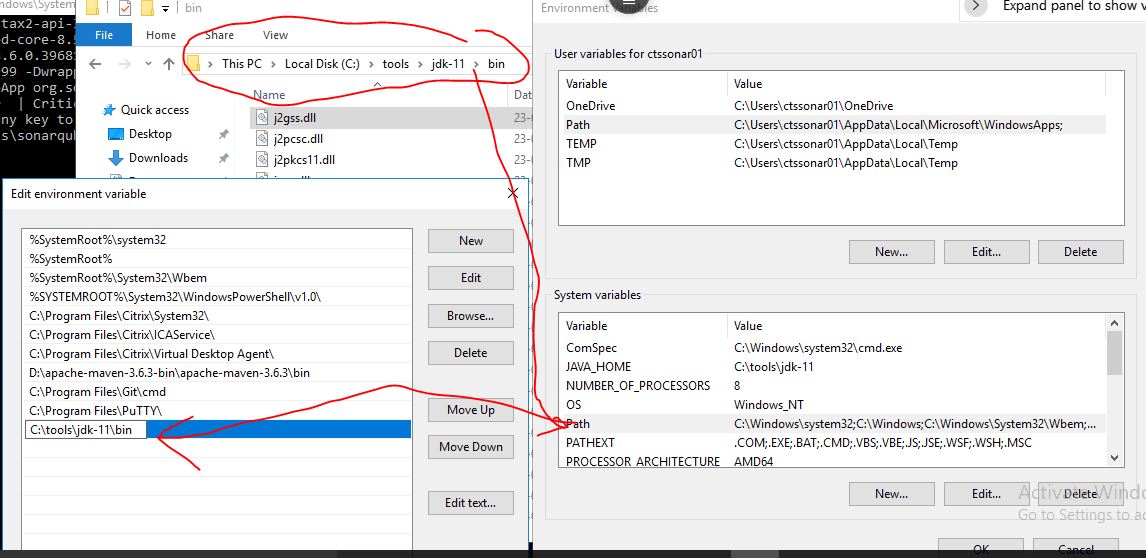 ndows\System
tax2-api-
ed-core-8.
.6.0.3968
99 -Dwrapp
App org.so
| Critic
ny key to
s\sonarqub
bin
File Home Share View
This PC > Local Disk (C:) > tools > jdk-11 > bin
Name
Dat
Quick access
Desktop
Downloads
j2gss.dll
23-
j2pcsc.dll
23-
j2pkcs11.dll
23-
Edit environment variable
%SystemRoot%\system32
%SystemRoot%
%SystemRoot%\System32\Wbem
%SYSTEMROOT%\System32\WindowsPowerShell\v1.0\
C:\Program Files\Citrix\System32\
C:\Program Files\Citrix\ICAService\
C:\Program Files\Citrix\Virtual Desktop Agent\
D:\apache-maven-3.6.3-bin\apache-maven-3.6.3\bin
C:\Program Files\Git\cmd
C:\Program Files\PuTTY\
C:\tools\jdk-11\bin
New
Edit
Browse...
Delete
Move Up
Move Down
Edit text...
Environment Variables
Expand panel to show v
User variables for ctssonar01
Variable Value
OneDrive C:\Users\ctssonar01\OneDrive
Path C:\Users\ctssonar01\AppData\Local\Microsoft\WindowsApps;
TEMP C:\Users\ctssonar01\AppData\Local\Temp
TMP C:\Users\ctssonar01\AppData\Local\Temp
New... Edit... Delete
System variables
Variable Value
ComSpec C:\Windows\system32\cmd.exe
JAVA_HOME C:\tools\jdk-11
NUMBER_OF_PROCESSORS 8
OS Windows_NT
Path C:\Windows\system32;C:\Windows;C:\Windows\System32\Wbem;...
PATHEXT .COM;.EXE;.BAT;.CMD;.VBS;.VBE;.JS;.JSE;.WSF;.WSH;.MSC
PROCESSOR_ARCHITECTURE AMD64
New... Edit... Delete
Activate Windo
Go to Settings to ac
OK Cancel